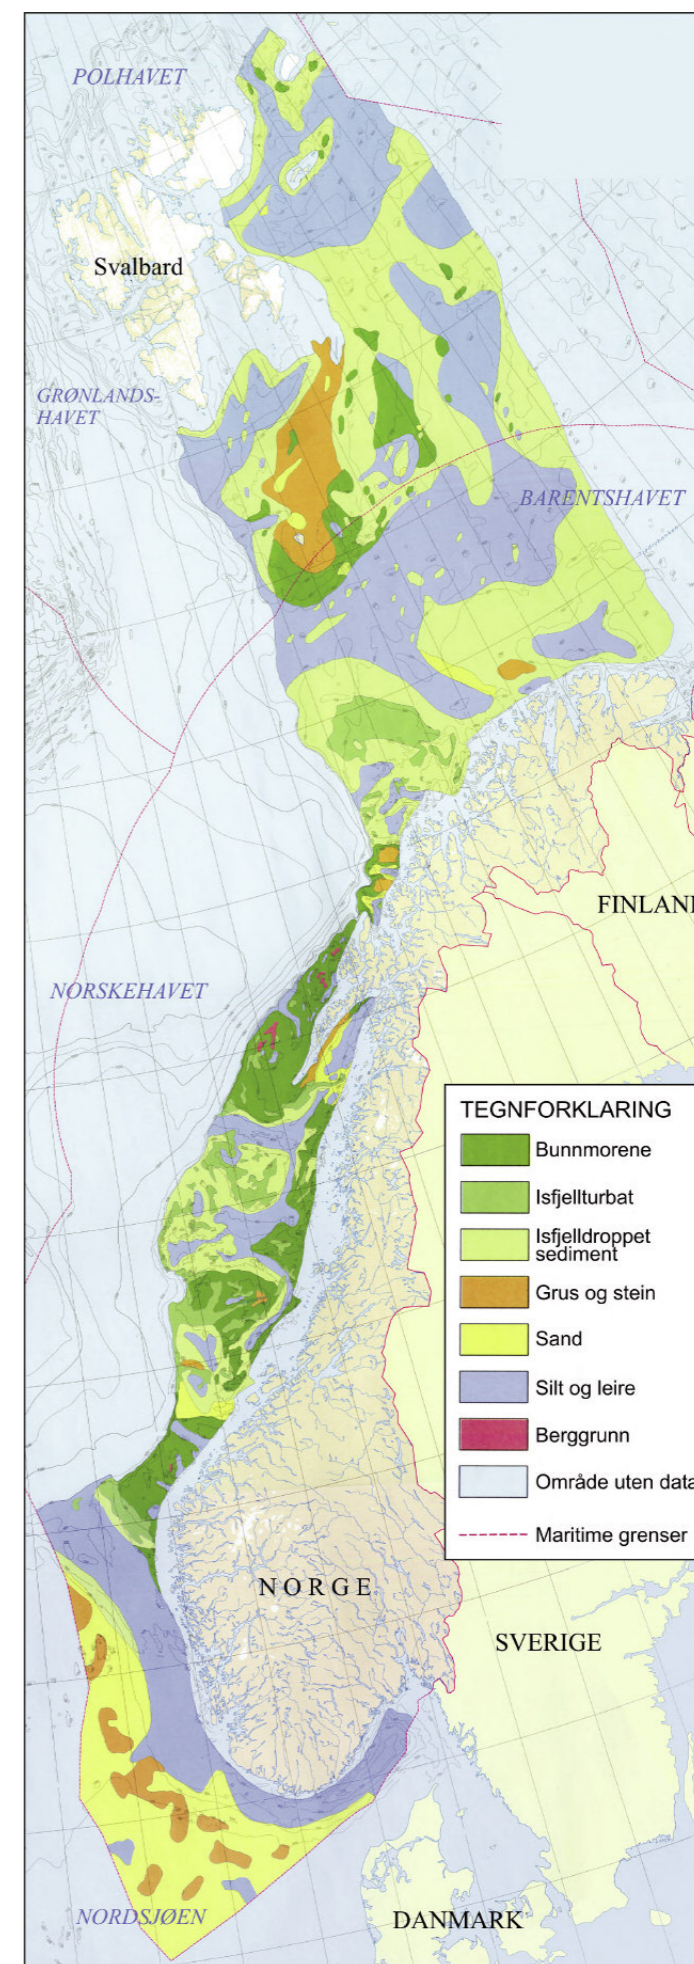 POLHAVET
Svalbard
GRØNLANDS-
HAVET
BARENTSHAVET
FINLAN
NORSKEHAVET
TEGNFORKLARING
Bunnmorene
Isfjellturbat
Isfjelldroppet
sediment
Grus og stein
Sand
Silt og leire
Berggrunn
Område uten data
Maritime grenser
NORGE
SVERIGE
NORDSJØEN
DANMARK